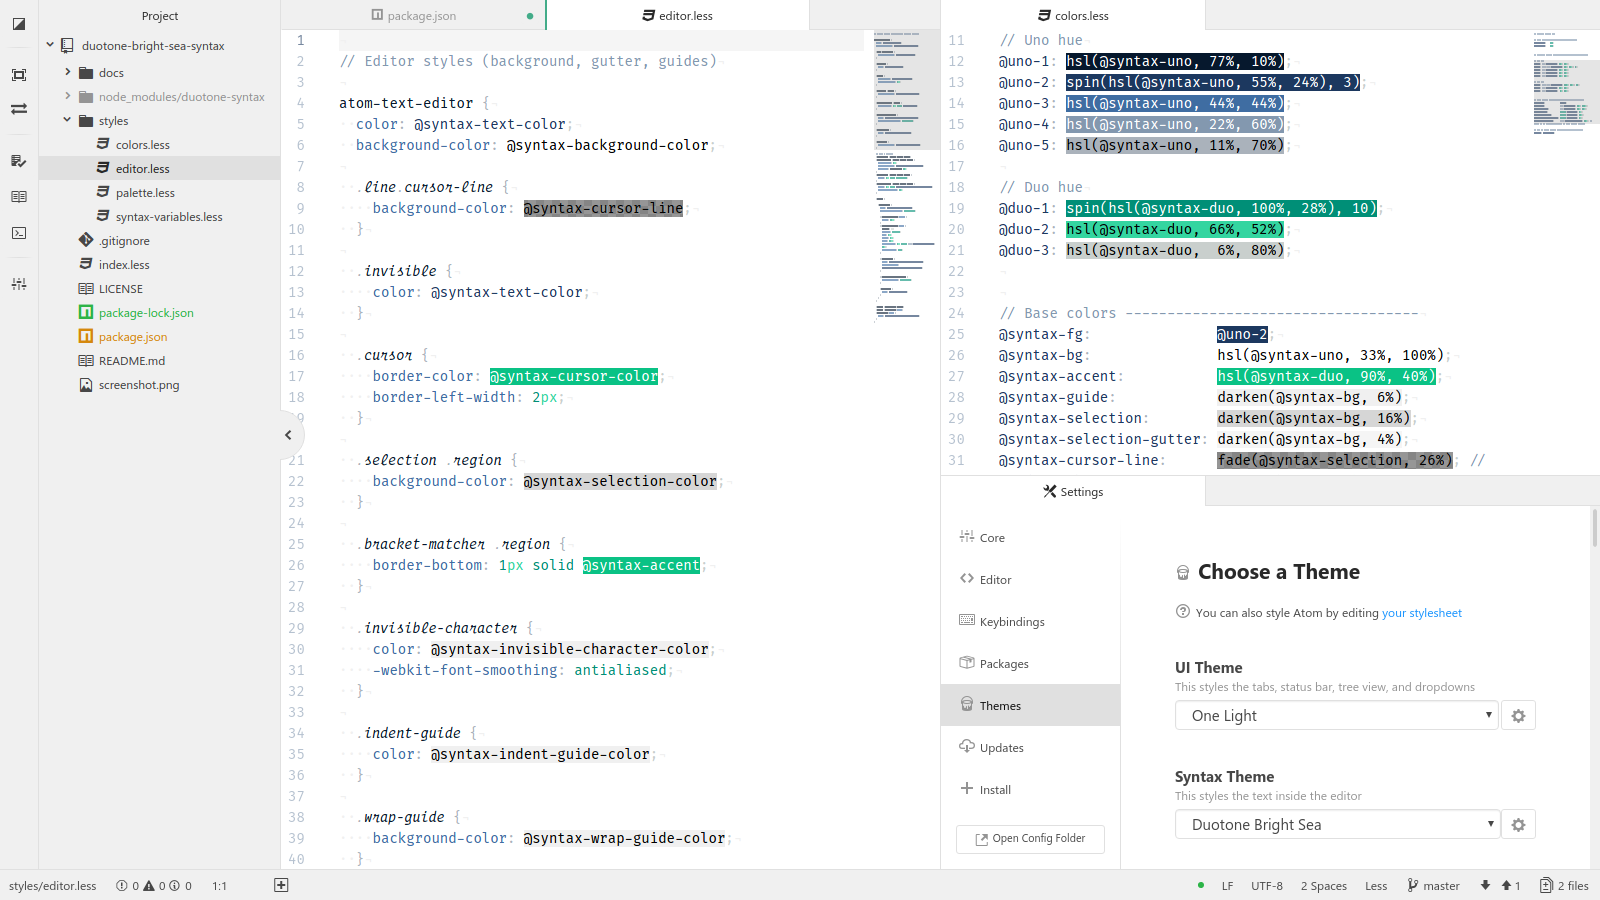 Project
duotone-bright-sea-syntax
docs
node_modules/duotone-syntax
styles
colors.less
editor.less
palette.less
syntax-variables.less
.gitignore
index.less
LICENSE
package-lock.json
package.json
README.md
screenshot.png
package.json
editor.less
1
2 // Editor styles (background, gutter, guides)
3
4 atom-text-editor {
5 color: @syntax-text-color;
6 background-color: @syntax-background-color;
7
8 .line.cursor-line {
9 background-color: @syntax-cursor-line;
10 }
11
12 .invisible {
13 color: @syntax-text-color;
14 }
15
16 .cursor {
17 border-color: @syntax-cursor-color;
18 border-left-width: 2px;
9 }
21 .selection .region {
22 background-color: @syntax-selection-color;
23 }
24
25 .bracket-matcher .region {
26 border-bottom: 1px solid @syntax-accent;
27 }
28
29 .invisible-character {
30 color: @syntax-invisible-character-color;
31 -webkit-font-smoothing: antialiased;
32 }
33
34 .indent-guide {
35 color: @syntax-indent-guide-color;
36 }
37
38 .wrap-guide {
39 background-color: @syntax-wrap-guide-color;
40 }
colors.less
11 // Uno hue
12 @uno-1: hsl(@syntax-uno, 77%, 10%);
13 @uno-2: spin(hsl(@syntax-uno, 55%, 24%), 3);
14 @uno-3: hsl(@syntax-uno, 44%, 44%);
15 @uno-4: hsl(@syntax-uno, 22%, 60%);
16 @uno-5: hsl(@syntax-uno, 11%, 70%);
17
18 // Duo hue
19 @duo-1: spin(hsl(@syntax-duo, 100%, 28%), 10);
20 @duo-2: hsl(@syntax-duo, 66%, 52%);
21 @duo-3: hsl(@syntax-duo, 6%, 80%);
22
23
24 // Base colors -----------------------------------
25 @syntax-fg: @uno-2;
26 @syntax-bg: hsl(@syntax-uno, 33%, 100%);
27 @syntax-accent: hsl(@syntax-duo, 90%, 40%);
28 @syntax-guide: darken(@syntax-bg, 6%);
29 @syntax-selection: darken(@syntax-bg, 16%);
30 @syntax-selection-gutter: darken(@syntax-bg, 4%);
31 @syntax-cursor-line: fade(@syntax-selection, 26%); //
Settings
Core
Editor
Keybindings
Packages
Themes
Updates
Install
Open Config Folder
Choose a Theme
You can also style Atom by editing your stylesheet
UI Theme
This styles the tabs, status bar, tree view, and dropdowns
One Light
Syntax Theme
This styles the text inside the editor
Duotone Bright Sea
styles/editor.less 0 0 0 1:1
LF UTF-8 2 Spaces Less master 1 2 files